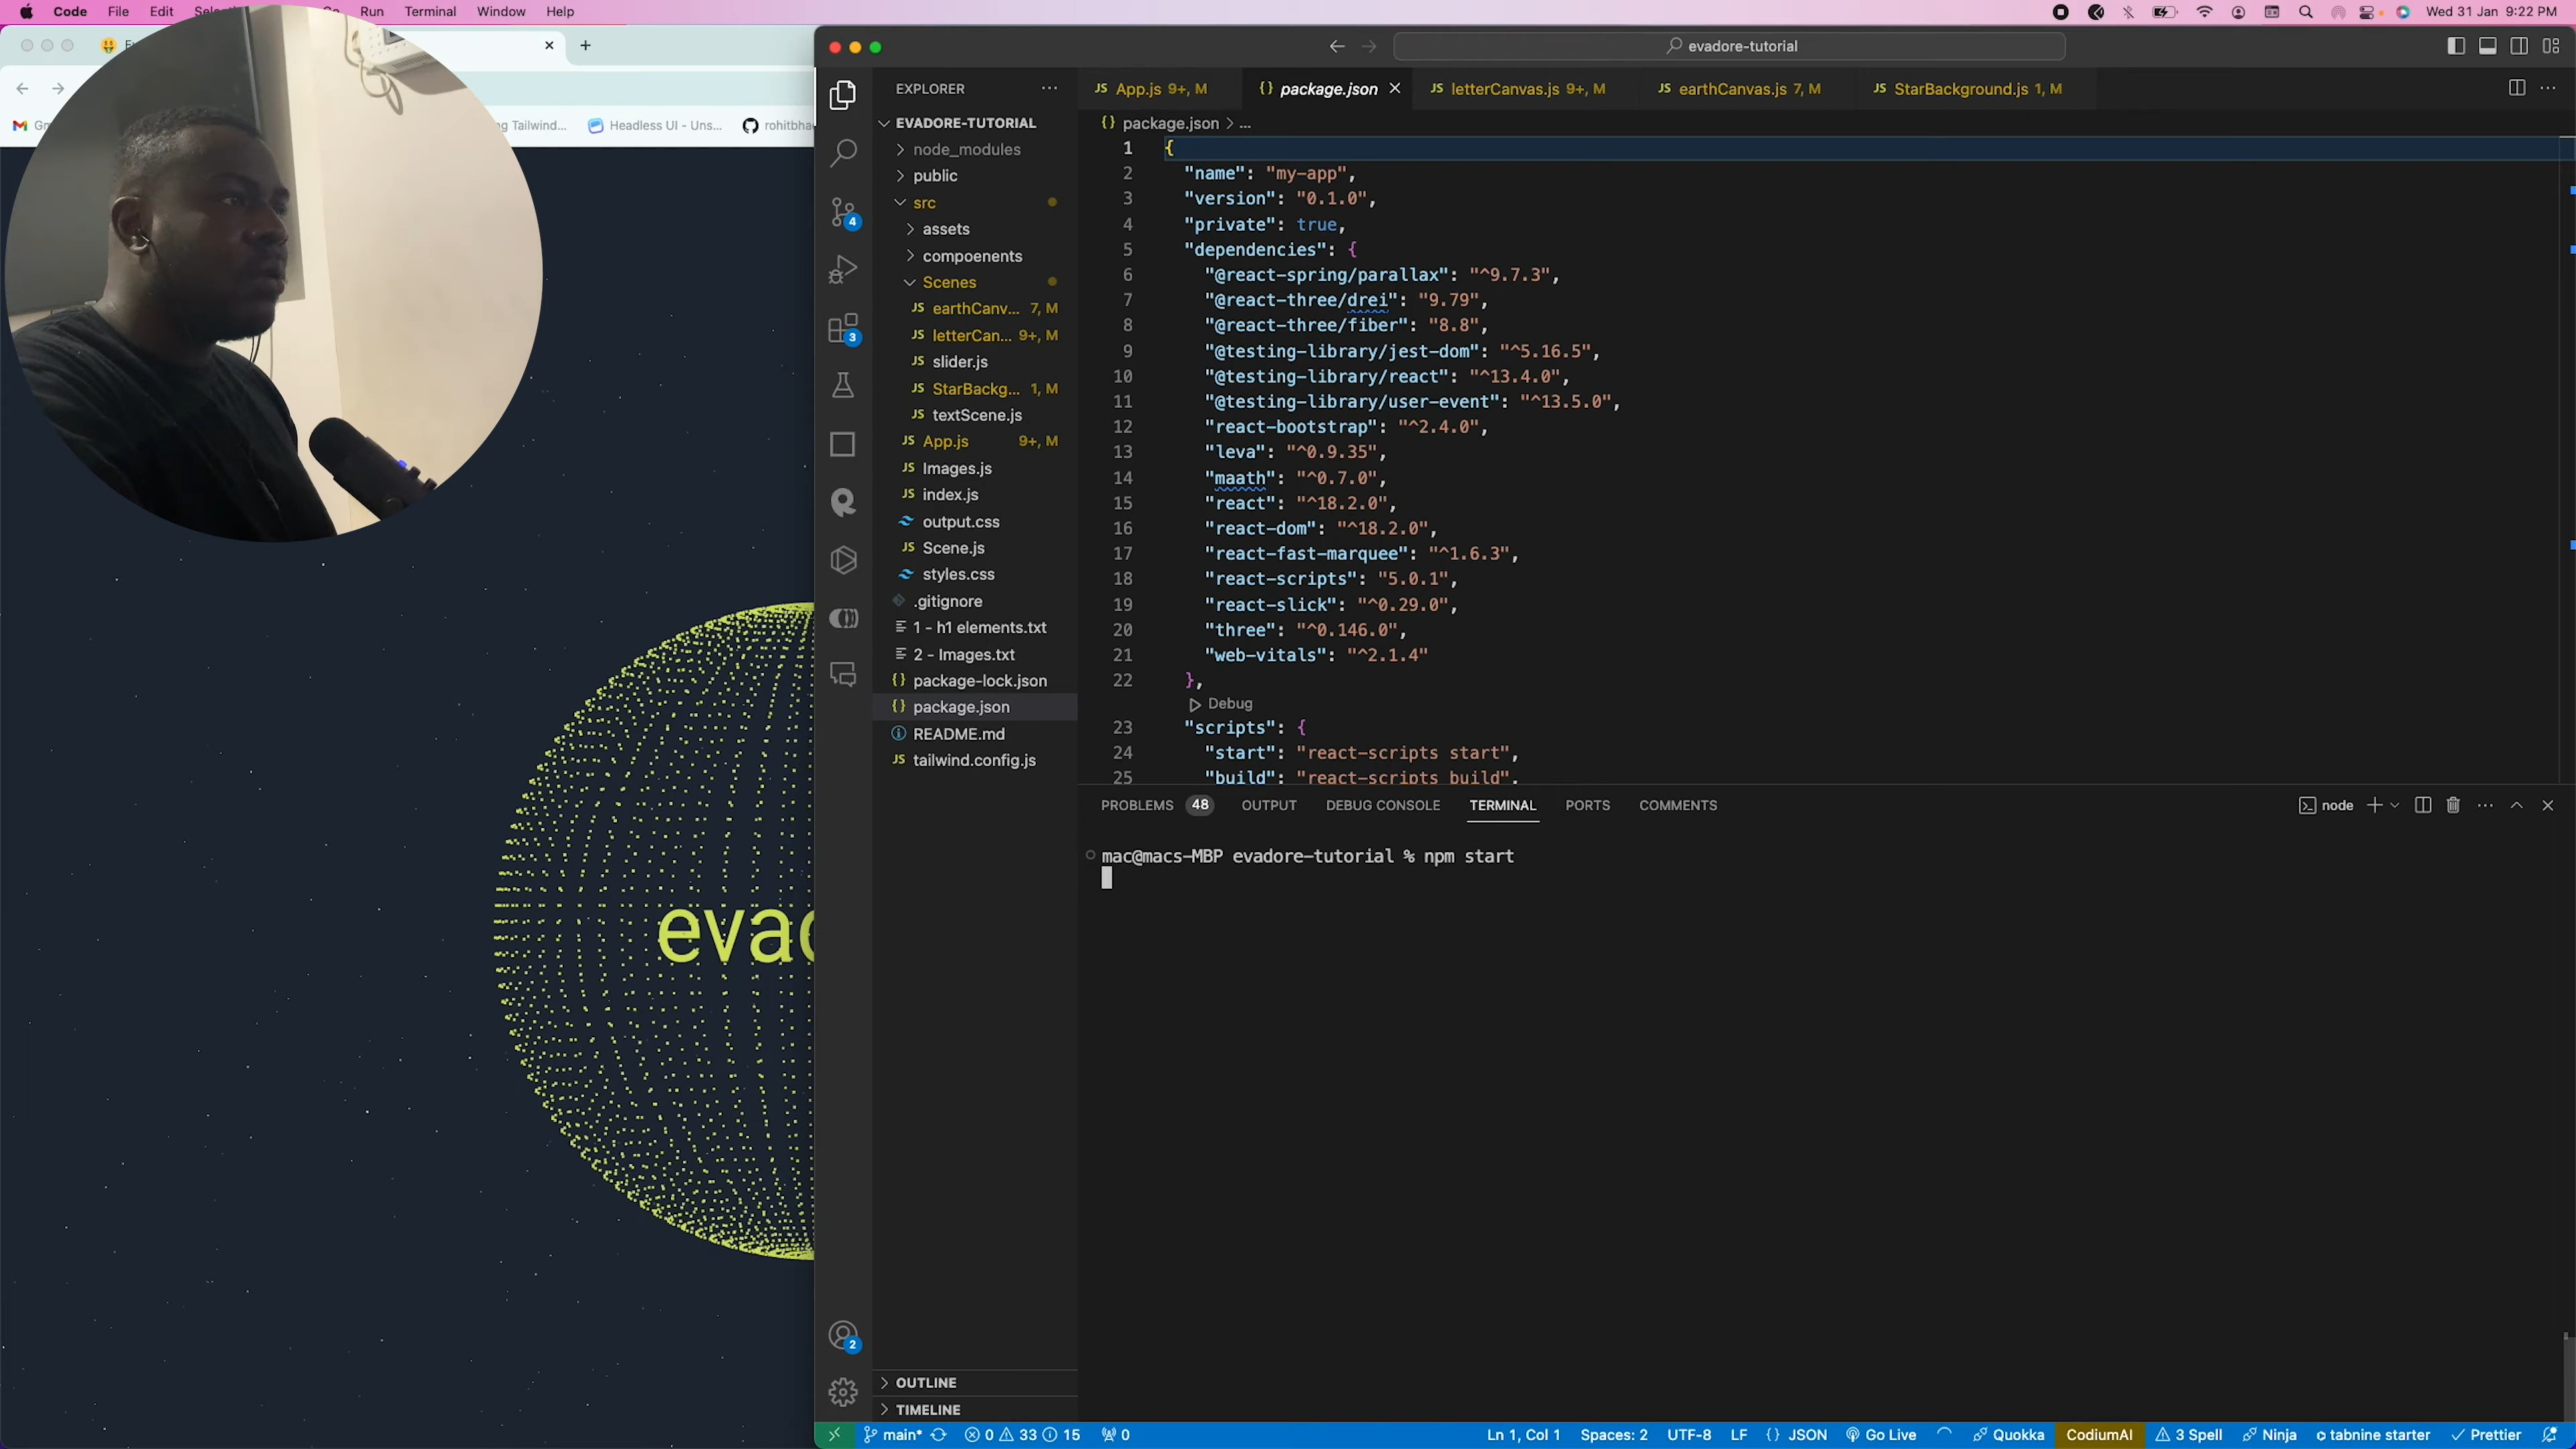 Code File Edit Run Terminal Window Help
Wed 31 Jan 9:22 PM
evadore-tutorial
EXPLORER
App.js 9+, M
package.json
letterCanvas.js 9+, M
earthCanvas.js 7, M
StarBackground.js 1, M
ng Tailwind...
Headless UI - Uns...
EVADORE-TUTORIAL
node_modules
public
src
assets
compoenents
Scenes
earthCanv... 7, M
letterCan... 9+, M
slider.js
StarBackg... 1, M
textScene.js
App.js 9+, M
Images.js
index.js
output.css
Scene.js
styles.css
.gitignore
1 - h1 elements.txt
2 - Images.txt
package-lock.json
package.json
README.md
tailwind.config.js
OUTLINE
TIMELINE
4
3
2
evad
package.json > ...
1 {
2 "name": "my-app",
3 "version": "0.1.0",
4 "private": true,
5 "dependencies": {
6 "@react-spring/parallax": "^9.7.3",
7 "@react-three/drei": "9.79",
8 "@react-three/fiber": "8.8",
9 "@testing-library/jest-dom": "^5.16.5",
10 "@testing-library/react": "^13.4.0",
11 "@testing-library/user-event": "^13.5.0",
12 "react-bootstrap": "^2.4.0",
13 "leva": "^0.9.35",
14 "maath": "^0.7.0",
15 "react": "^18.2.0",
16 "react-dom": "^18.2.0",
17 "react-fast-marquee": "^1.6.3",
18 "react-scripts": "5.0.1",
19 "react-slick": "^0.29.0",
20 "three": "^0.146.0",
21 "web-vitals": "^2.1.4"
22 },
Debug
23 "scripts": {
24 "start": "react-scripts start",
25 "build": "react-scripts build",
PROBLEMS 48 OUTPUT DEBUG CONSOLE TERMINAL PORTS COMMENTS
node
mac@macs-MBP evadore-tutorial % npm start
main* 0 33 15 0
Ln 1, Col 1 Spaces: 2 UTF-8 LF {} JSON Go Live Quokka CodiumAI 3 Spell Ninja tabnine starter Prettier